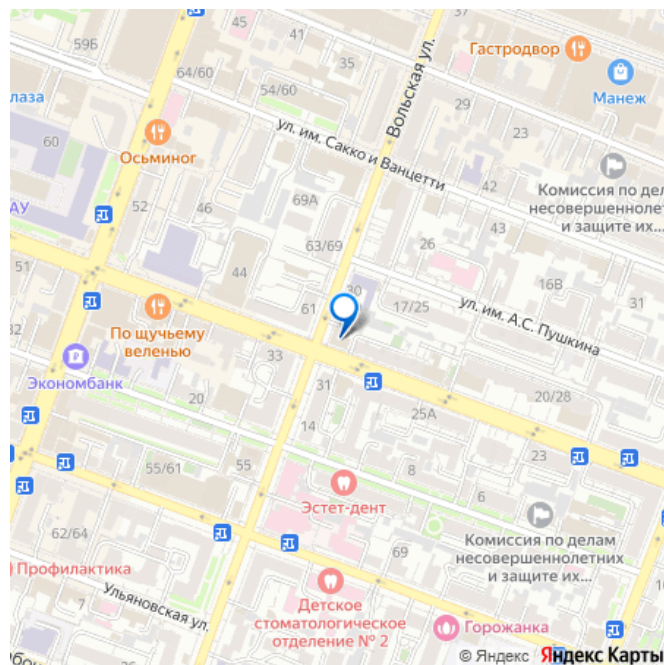 59Б
45
41
37
35
Гастродвор
64/60
54/60
Вольская ул.
29
Манеж
лаза
23
60
Осьминог
ул. им. Сакко и Ванцетти
Комиссия по делам
несовершеннолет
и защите их...
42
69А
52
46
АУ
43
63/69
26
51
44
16В
31
30
17/25
ул. им. А.С. Пушкина
61
По щучьему
веленью
33
Экономбанк
31
20/28
20
25А
14
23
55/61
55
8
6
Эстет-дент
62/64
69
Комиссия по делам
несовершеннолетних
и защите их...
Профилактика
7
Ульяновская ул.
Детское
стоматологическое
отделение № 2
Горожанка
© Яндекс
Яндекс Карты